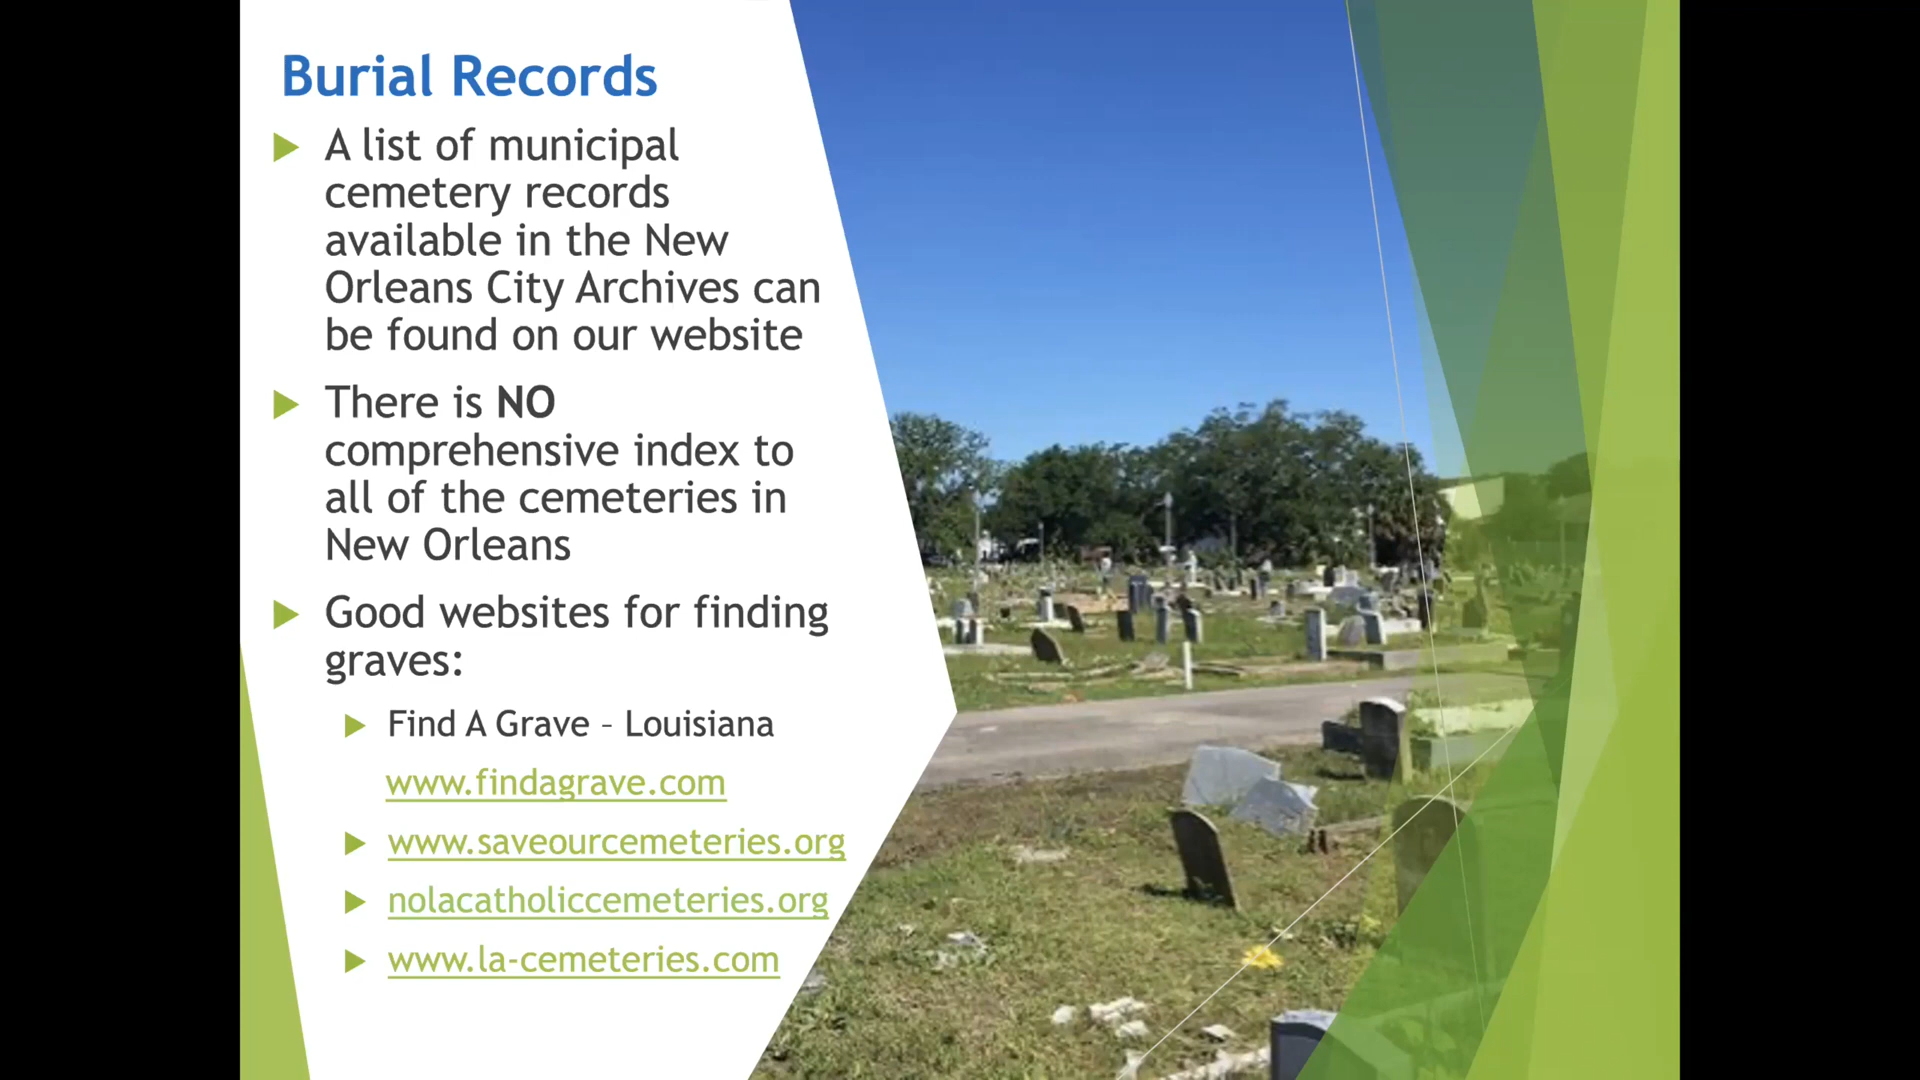 Burial Records
A list of municipal
cemetery records
available in the New
Orleans City Archives can
be found on our website
There is NO
comprehensive index to
all of the cemeteries in
New Orleans
Good websites for finding
graves:
Find A Grave – Louisiana
www.findagrave.com
www.saveourcemeteries.org
nolacatholiccemeteries.org
www.la-cemeteries.com